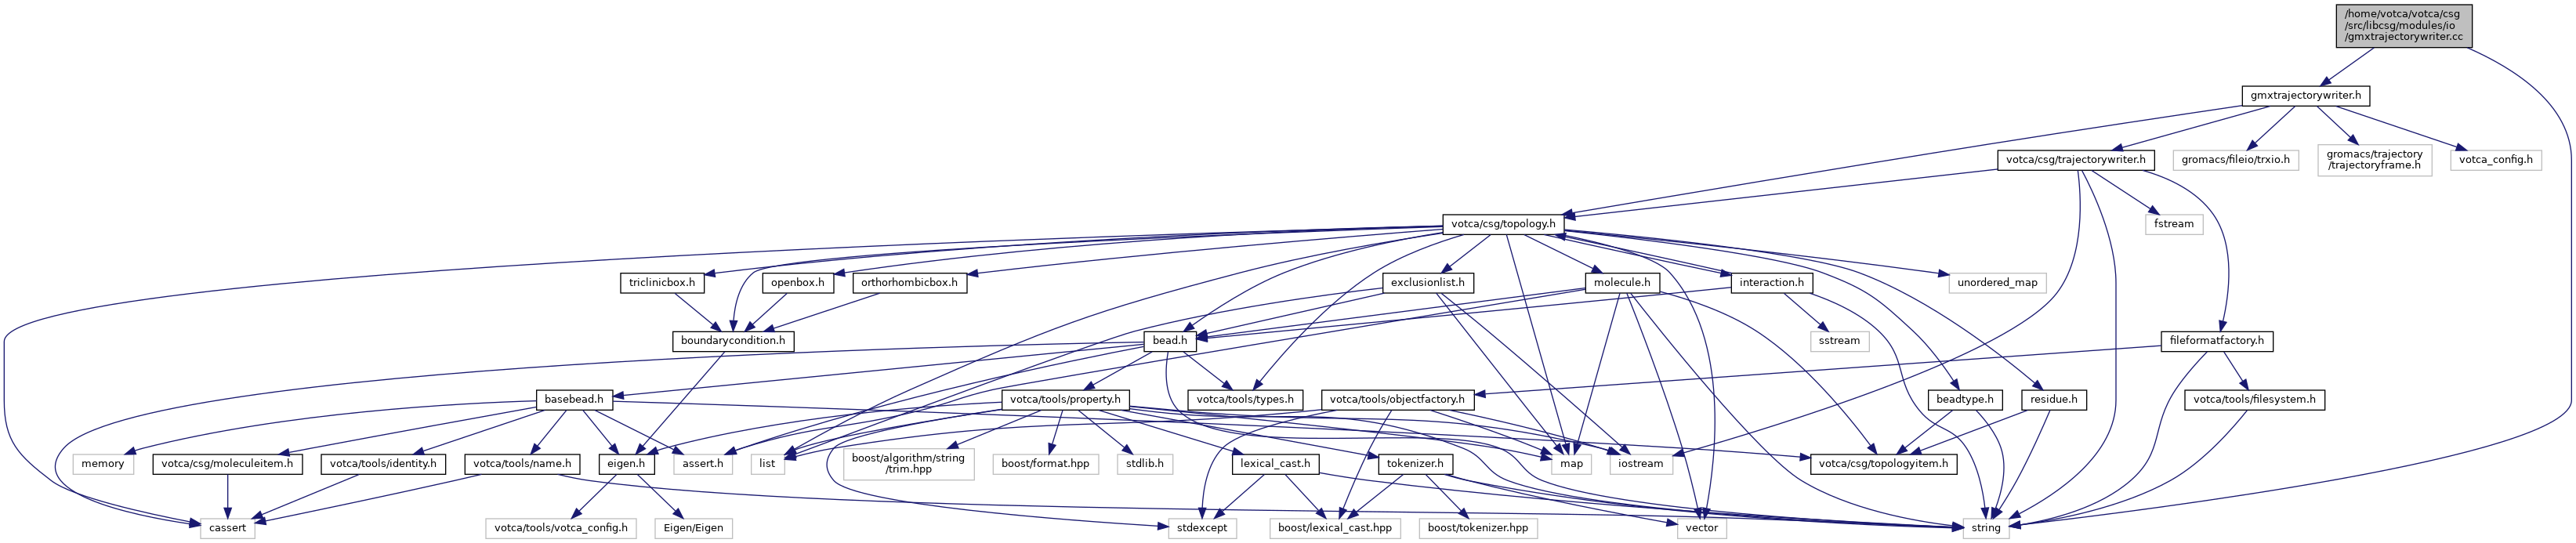 /home/votca/votca/csg
/src/libcsg/modules/io
/gmxtrajectorywriter.cc
gmxtrajectorywriter.h
votca/csg/trajectorywriter.h
gromacs/fileio/trxio.h
gromacs/trajectory
/trajectoryframe.h
votca_config.h
votca/csg/topology.h
fstream
triclinicbox.h
openbox.h
orthorhombicbox.h
exclusionlist.h
molecule.h
interaction.h
unordered_map
boundarycondition.h
bead.h
sstream
fileformatfactory.h
basebead.h
votca/tools/property.h
votca/tools/types.h
votca/tools/objectfactory.h
beadtype.h
residue.h
votca/tools/filesystem.h
memory
votca/csg/moleculeitem.h
votca/tools/identity.h
votca/tools/name.h
eigen.h
assert.h
list
boost/algorithm/string
/trim.hpp
boost/format.hpp
stdlib.h
lexical_cast.h
tokenizer.h
map
iostream
votca/csg/topologyitem.h
cassert
votca/tools/votca_config.h
Eigen/Eigen
stdexcept
boost/lexical_cast.hpp
boost/tokenizer.hpp
vector
string